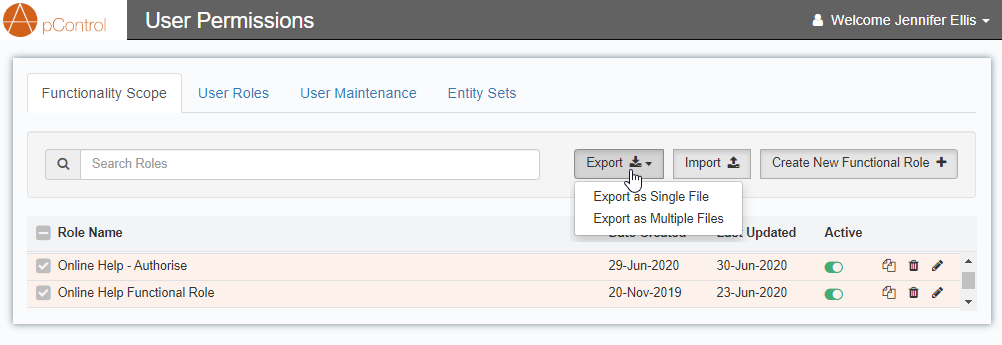 pControl
User Permissions
Welcome Jennifer Ellis
Functionality Scope
User Roles
User Maintenance
Entity Sets
Search Roles
Export
Import
Create New Functional Role
Export as Single File
Export as Multiple Files
Role Name
Date Created
Last Updated
Active
Online Help - Authorise
29-Jun-2020
30-Jun-2020
Online Help Functional Role
20-Nov-2019
23-Jun-2020